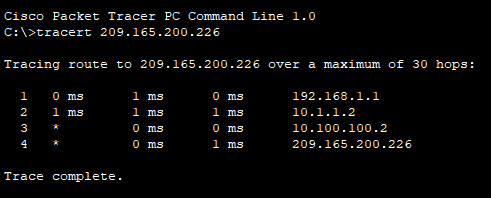 Cisco Packet Tracer PC Command Line 1.0
C:\>tracert 209.165.200.226
Tracing route to 209.165.200.226 over a maximum of 30 hops:
1 0 ms 1 ms 0 ms 192.168.1.1
2 1 ms 1 ms 1 ms 10.1.1.2
3 * 0 ms 0 ms 10.100.100.2
4 * 0 ms 1 ms 209.165.200.226
Trace complete.